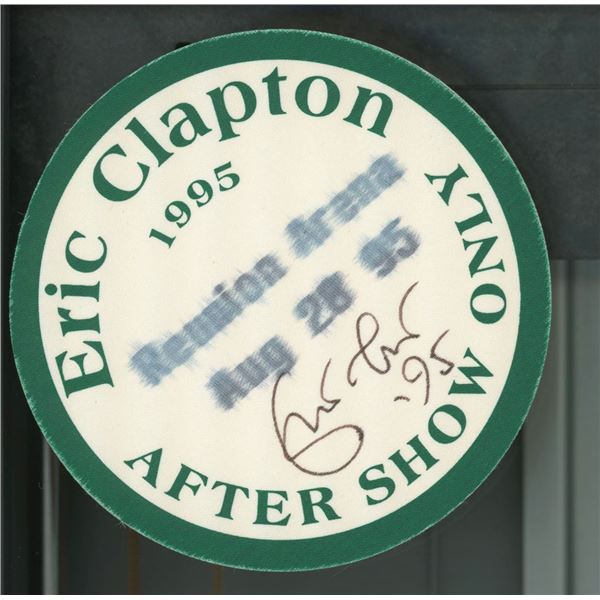 Eric Clapton
1995
Reunion Arena
Aug 28 95
'95
AFTER SHOW ONLY